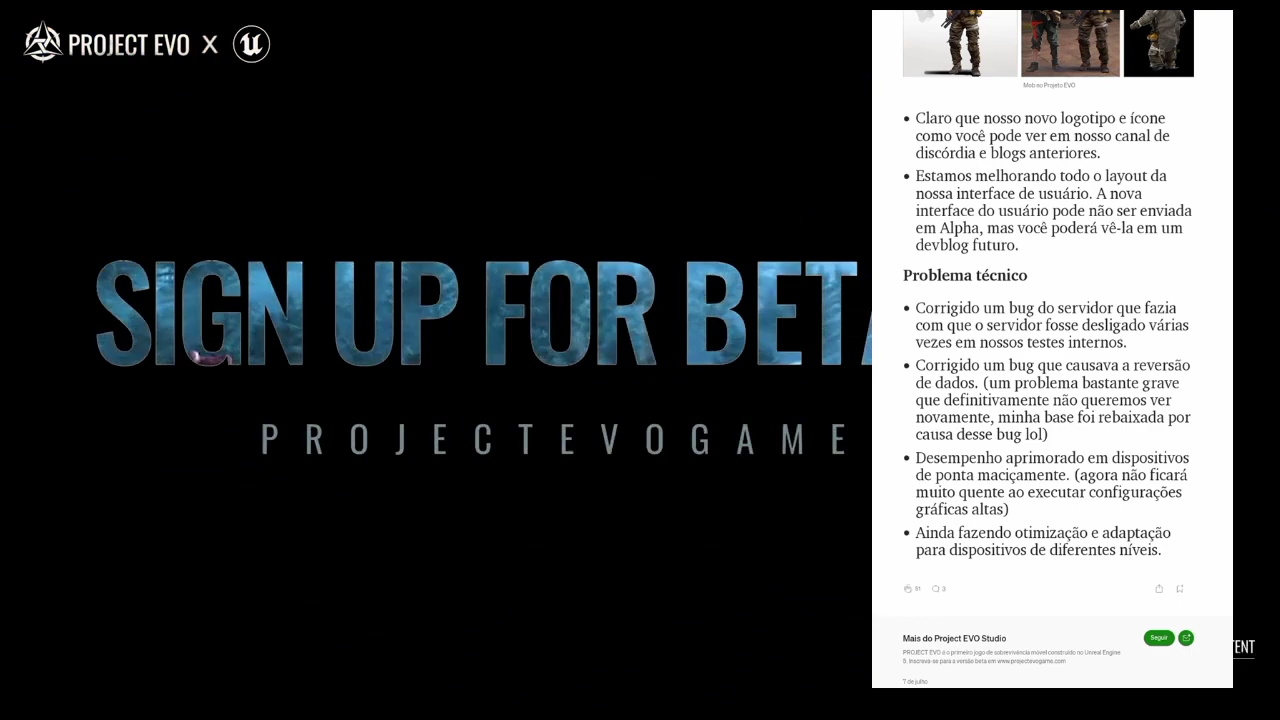 PROJECT EVO X
SIGN UP FOR BETA
PROJECTEVOGAME
Mob no Projeto EVO
• Claro que nosso novo logotipo e ícone
como você pode ver em nosso canal de
discórdia e blogs anteriores.
• Estamos melhorando todo o layout da
nossa interface de usuário. A nova
interface do usuário pode não ser enviada
em Alpha, mas você poderá vê-la em um
devblog futuro.
Problema técnico
• Corrigido um bug do servidor que fazia
com que o servidor fosse desligado várias
vezes em nossos testes internos.
• Corrigido um bug que causava a reversão
de dados. (um problema bastante grave
que definitivamente não queremos ver
novamente, minha base foi rebaixada por
causa desse bug lol)
• Desempenho aprimorado em dispositivos
de ponta maciçamente. (agora não ficará
muito quente ao executar configurações
gráficas altas)
• Ainda fazendo otimização e adaptação
para dispositivos de diferentes níveis.
51 3
Mais do Project EVO Studio
Seguir
PROJECT EVO é o primeiro jogo de sobrevivência móvel construído no Unreal Engine
5. Inscreva-se para a versão beta em www.projectevogame.com
7 de julho
TENT